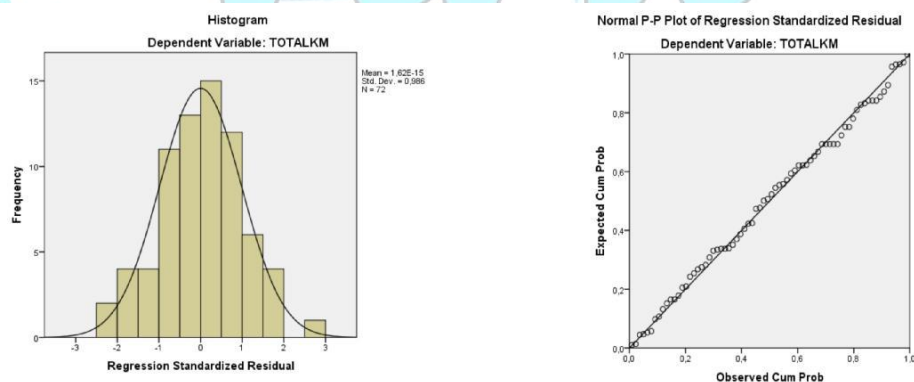 Histogram
Dependent Variable: TOTALKM
Mean = 1,62E-15
Std. Dev. = 0,986
N = 72
Frequency
15
10
5
0
-3 -2 -1 0 1 2 3
Regression Standardized Residual
Normal P-P Plot of Regression Standardized Residual
Dependent Variable: TOTALKM
Expected Cum Prob
1,0
0,8
0,6
0,4
0,2
0,0
0,0 0,2 0,4 0,6 0,8 1,0
Observed Cum Prob